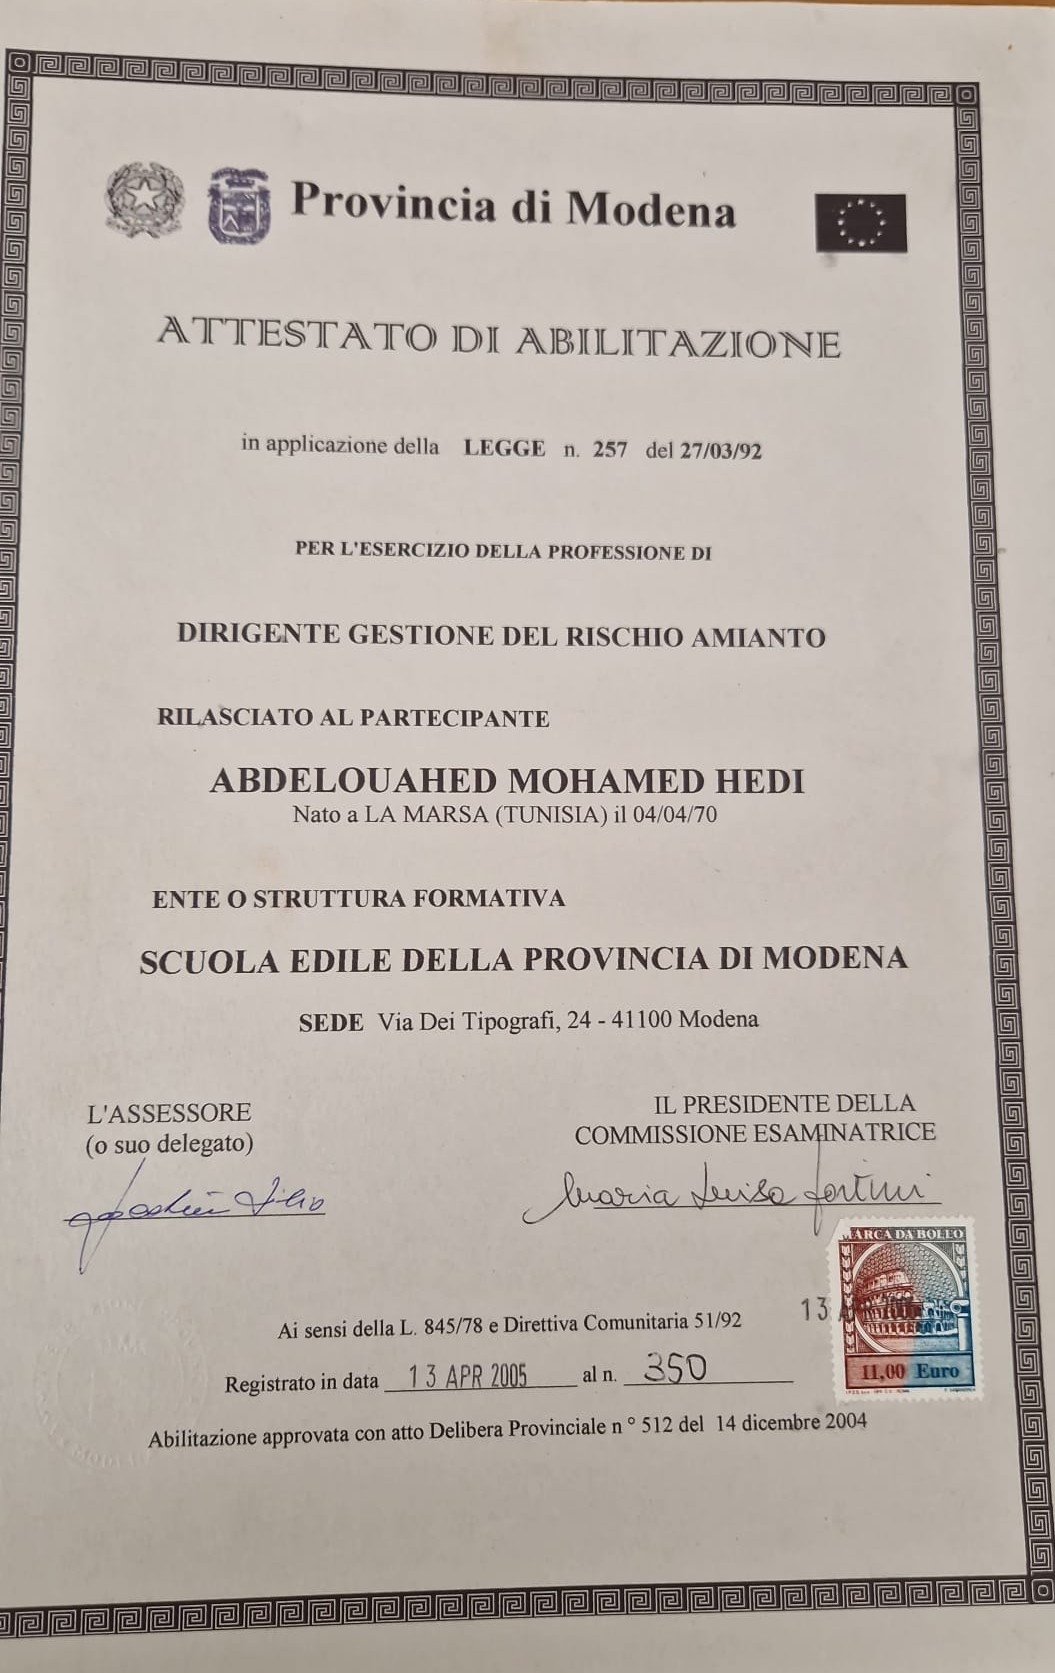 Provincia di Modena
ATTESTATO DI ABILITAZIONE
in applicazione della LEGGE n. 257 del 27/03/92
PER L'ESERCIZIO DELLA PROFESSIONE DI
DIRIGENTE GESTIONE DEL RISCHIO AMIANTO
RILASCIATO AL PARTECIPANTE
ABDELOUAHED MOHAMED HEDI
Nato a LA MARSA (TUNISIA) il 04/04/70
ENTE O STRUTTURA FORMATIVA
SCUOLA EDILE DELLA PROVINCIA DI MODENA
SEDE Via Dei Tipografi, 24 - 41100 Modena
L'ASSESSORE
(o suo delegato)
IL PRESIDENTE DELLA
COMMISSIONE ESAMINATRICE
Maria Luisa
MARCA DA BOLLO
13
11,00 Euro
Ai sensi della L. 845/78 e Direttiva Comunitaria 51/92
Registrato in data 13 APR 2005 al n. 350
Abilitazione approvata con atto Delibera Provinciale n° 512 del 14 dicembre 2004